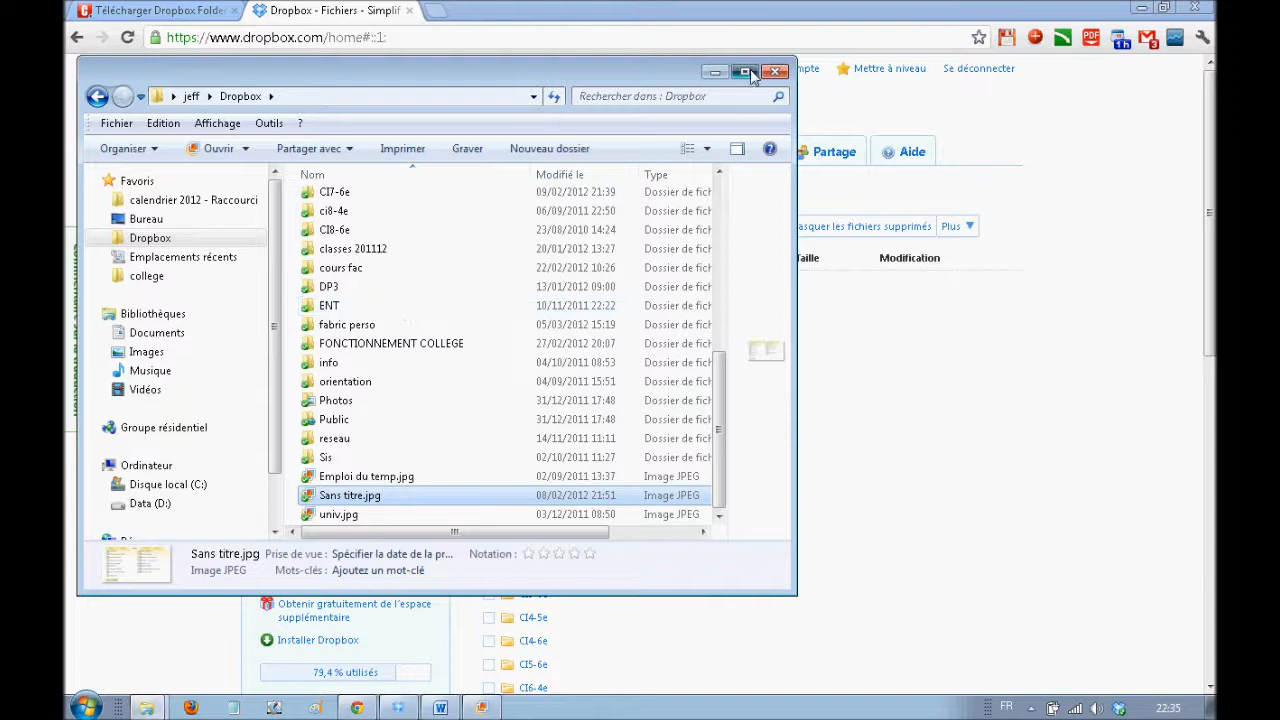 Télécharger Dropbox Folder
Dropbox - Fichiers - Simplif
https://www.dropbox.com/home#::1:
PDF
1h
3
mpte
Mettre à niveau
Se déconnecter
jeff
Dropbox
Rechercher dans : Dropbox
Fichier
Edition
Affichage
Outils
?
Organiser
Ouvrir
Partager avec
Imprimer
Graver
Nouveau dossier
Partage
Aide
Nom
Modifié le
Type
Favoris
calendrier 2012 - Raccourci
Bureau
Dropbox
Emplacements récents
college
Bibliothèques
Documents
Images
Musique
Vidéos
Groupe résidentiel
Ordinateur
Disque local (C:)
Data (D:)
CI7-6e 09/02/2012 21:39 Dossier de fich
ci8-4e 06/09/2011 22:50 Dossier de fich
CI8-6e 23/08/2010 14:24 Dossier de fich
classes 201112 20/01/2012 13:27 Dossier de fich
cours fac 22/02/2012 10:26 Dossier de fich
DP3 13/01/2012 09:00 Dossier de fich
ENT 10/11/2011 22:22 Dossier de fich
fabric perso 05/03/2012 15:19 Dossier de fich
FONCTIONNEMENT COLLEGE 27/02/2012 20:07 Dossier de fich
info 04/10/2011 08:53 Dossier de fich
orientation 04/09/2011 15:51 Dossier de fich
Photos 31/12/2011 17:48 Dossier de fich
Public 31/12/2011 17:48 Dossier de fich
reseau 14/11/2011 11:11 Dossier de fich
Sis 02/10/2011 11:27 Dossier de fich
Emploi du temp.jpg 02/09/2011 13:37 Image JPEG
Sans titre.jpg 08/02/2012 21:51 Image JPEG
univ.jpg 03/12/2011 08:50 Image JPEG
asquer les fichiers supprimés
Plus
Taille
Modification
Sans titre.jpg Prise de vue : Spécifier la date de la pr... Notation :
Image JPEG Mots-clés : Ajoutez un mot-clé
Obtenir gratuitement de l'espace
supplémentaire
Installer Dropbox
79,4 % utilisés
CI4-5e
CI4-6e
CI5-6e
CI6-4e
FR
22:35